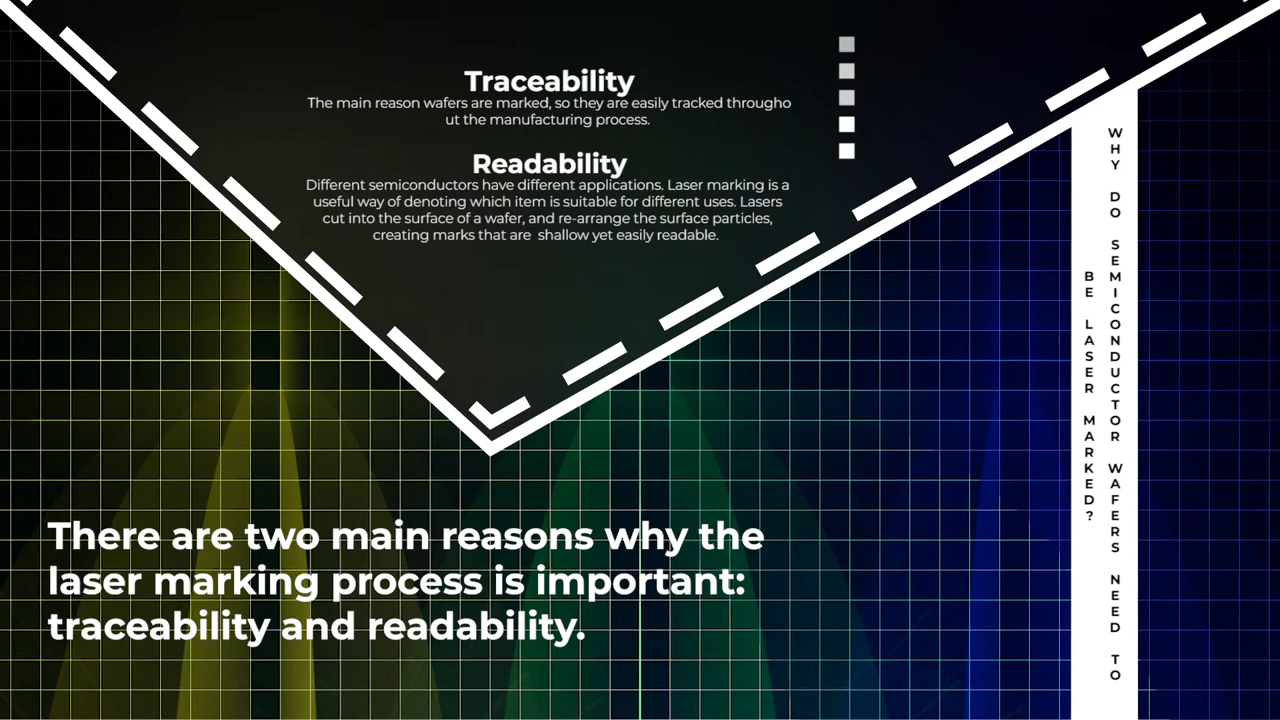 Traceability
The main reason wafers are marked, so they are easily tracked througho
ut the manufacturing process.
Readability
Different semiconductors have different applications. Laser marking is a
useful way of denoting which item is suitable for different uses. Lasers
cut into the surface of a wafer, and re-arrange the surface particles,
creating marks that are  shallow yet easily readable.
There are two main reasons why the
laser marking process is important:
traceability and readability.
WHY DO SEMICONDUCTOR WAFERS NEED TO
BE LASER MARKED?